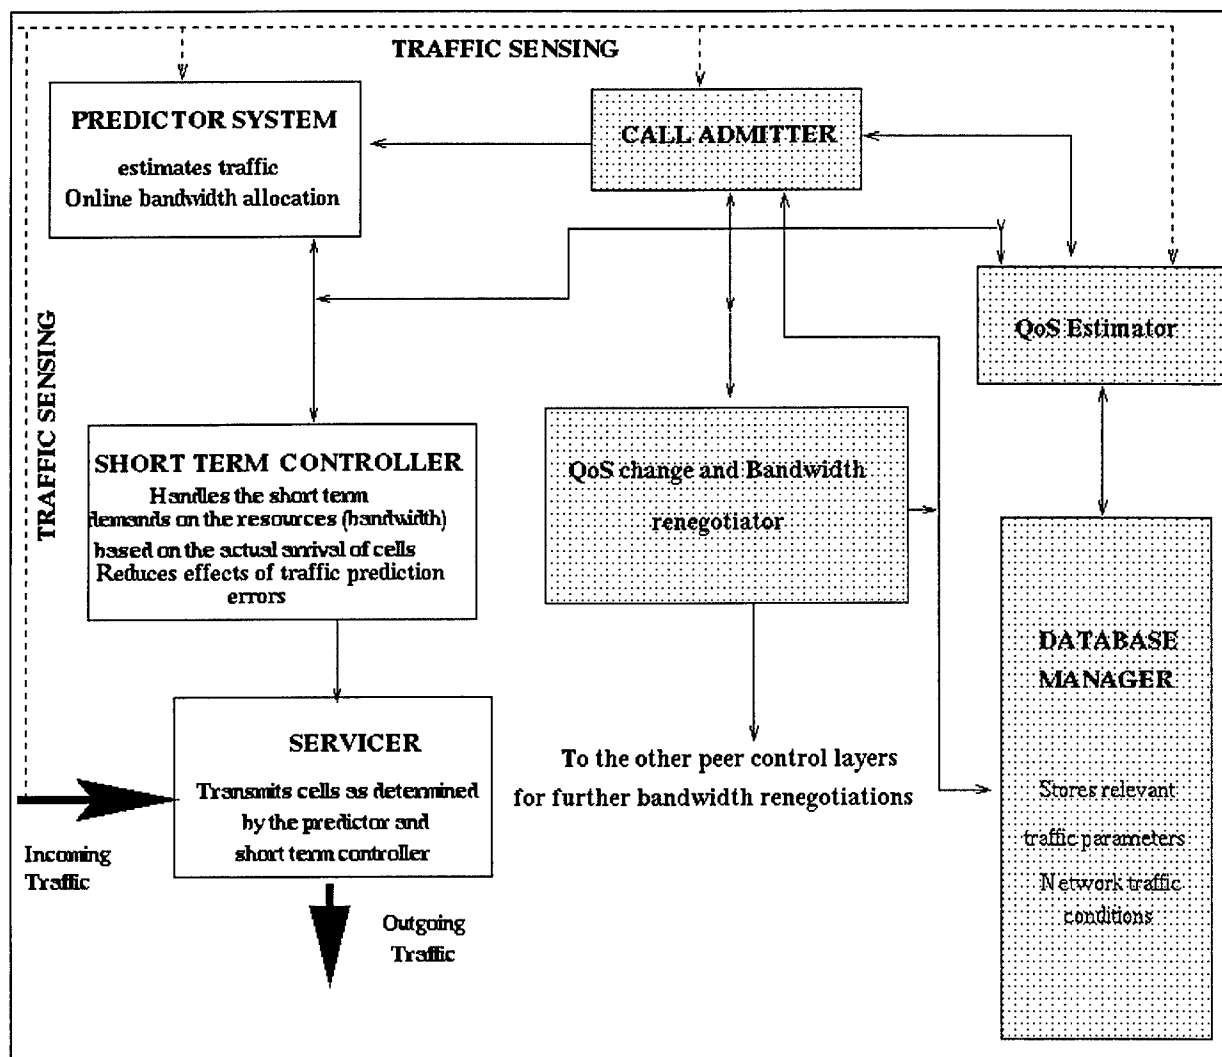 TRAFFIC SENSING
PREDICTOR SYSTEM
estimates traffic
Online bandwidth allocation
CALL ADMITTER
QoS Estimator
TRAFFIC SENSING
SHORT TERM CONTROLLER
Handles the short term
demands on the resources (bandwidth)
based on the actual arrival of cells
Reduces effects of traffic prediction
errors
QoS change and Bandwidth
renegotiator
DATABASE
MANAGER
Stores relevant
traffic parameters
Network traffic
conditions
SERVICER
Transmits cells as determined
by the predictor and
short term controller
To the other peer control layers
for further bandwidth renegotiations
Incoming
Traffic
Outgoing
Traffic